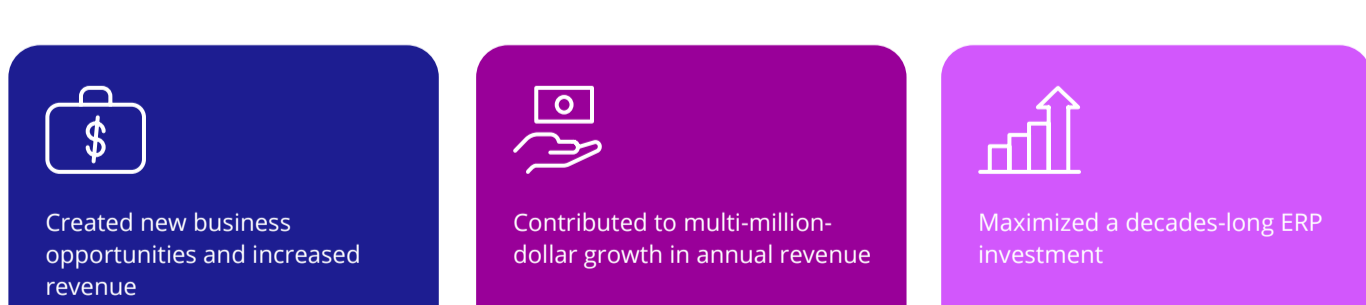 $
Created new business
opportunities and increased
revenue
Contributed to multi-million-
dollar growth in annual revenue
Maximized a decades-long ERP
investment